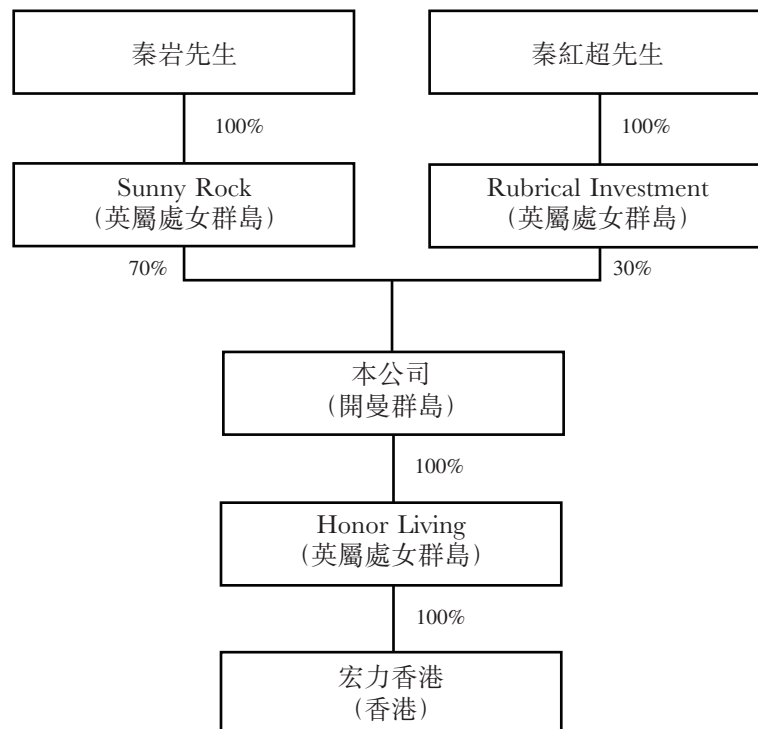 秦岩先生
秦紅超先生
100%
100%
Sunny Rock
(英屬處女群島)
Rubrical Investment
(英屬處女群島)
70%
30%
本公司
(開曼群島)
100%
Honor Living
(英屬處女群島)
100%
宏力香港
(香港)